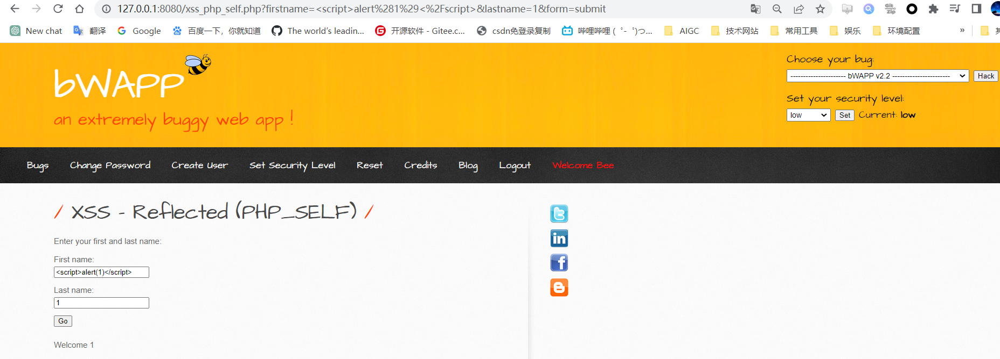 127.0.0.1:8080/xss_php_self.php?firstname=<script>alert%281%29<%2Fscript>&lastname=1&form=submit
New chat 翻译 Google 百度一下，你就知道 The world's leadin... 开源软件 - Gitee.c... csdn免登录复制 哔哩哔哩 ( ゜- ゜)つ... AIGC 技术网站 常用工具 娱乐 环境配置 »
Choose your bug:
bWAPP
---------------------- bWAPP v2.2 ----------------------- Hack
Set your security level:
an extremely buggy web app !
low Set Current: low
Bugs Change Password Create User Set Security Level Reset Credits Blog Logout Welcome Bee
/ XSS - Reflected (PHP_SELF) /
Enter your first and last name:
First name:
<script>alert(1)</script>
Last name:
1
Go
Welcome 1